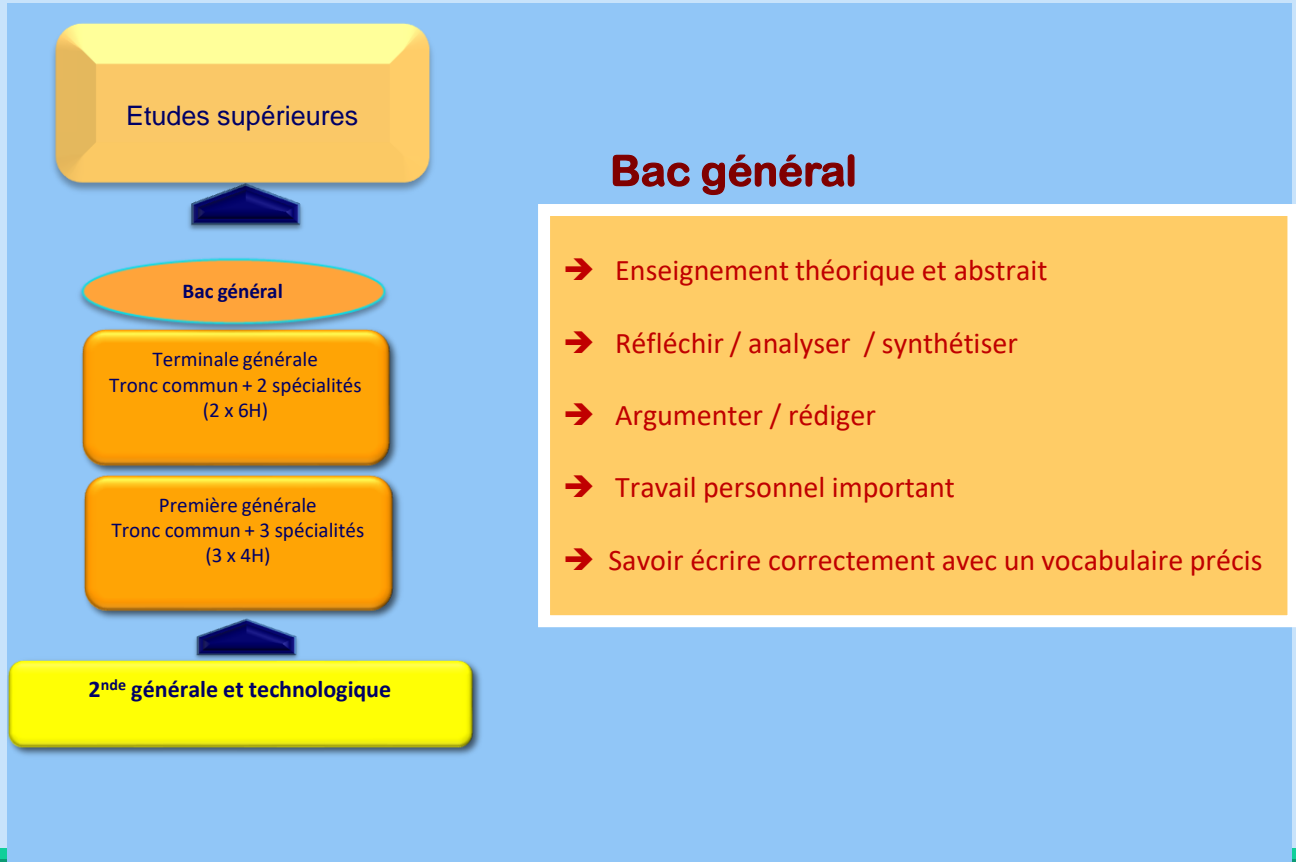 Etudes supérieures
Bac général
Terminale générale
Tronc commun + 2 spécialités
(2 x 6H)
Première générale
Tronc commun + 3 spécialités
(3 x 4H)
2nde générale et technologique
Bac général
➔ Enseignement théorique et abstrait
➔ Réfléchir / analyser / synthétiser
➔ Argumenter / rédiger
➔ Travail personnel important
➔ Savoir écrire correctement avec un vocabulaire précis